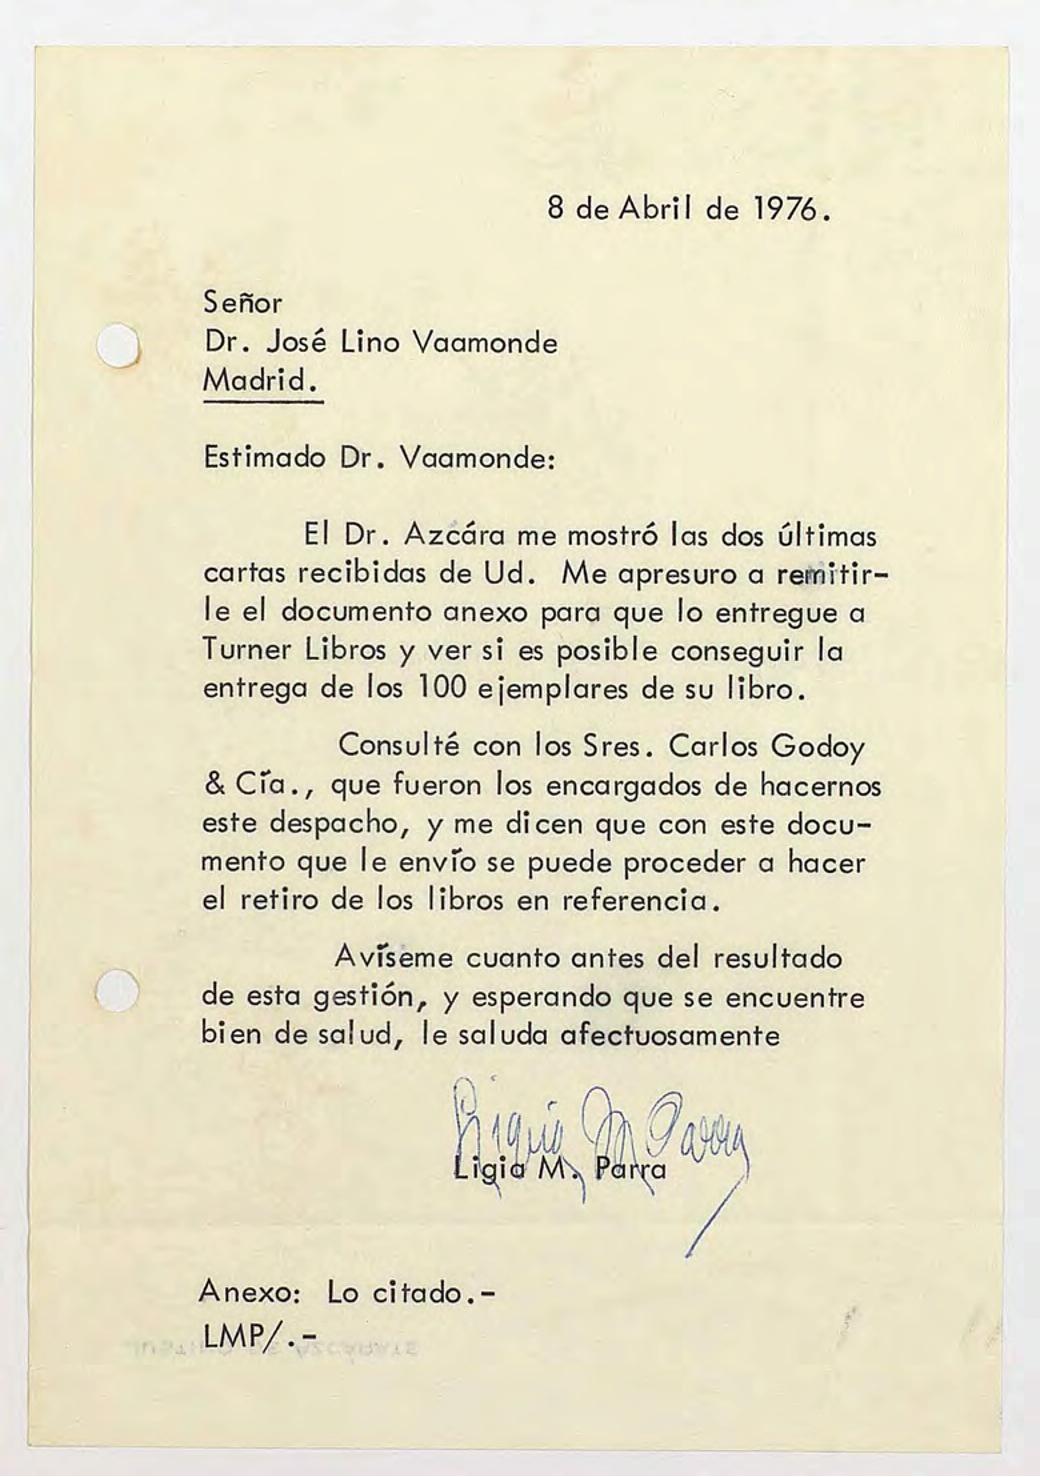 8 de Abril de 1976.
Señor
Dr. José Lino Vaamonde
Madrid.
Estimado Dr. Vaamonde:
El Dr. Azcára me mostró las dos últimas
cartas recibidas de Ud. Me apresuro a remitir-
le el documento anexo para que lo entregue a
Turner Libros y ver si es posible conseguir la
entrega de los 100 ejemplares de su libro.
Consulté con los Sres. Carlos Godoy
& Cía., que fueron los encargados de hacernos
este despacho, y me dicen que con este docu-
mento que le envío se puede proceder a hacer
el retiro de los libros en referencia.
Avíseme cuanto antes del resultado
de esta gestión, y esperando que se encuentre
bien de salud, le saluda afectuosamente
Ligia M Parra
Ligia M. Parra
Anexo: Lo citado.-
LMP/.-
JUSTINO DE AZCARATE